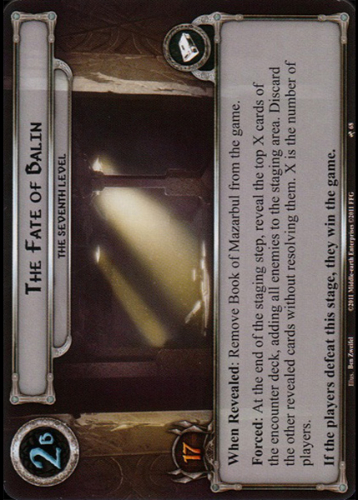 2B
THE FATE OF BALIN
THE SEVENTH LEVEL
17
When Revealed: Remove Book of Mazarbul from the game.
Forced: At the end of the staging step, reveal the top X cards of
the encounter deck, adding all enemies to the staging area. Discard
the other revealed cards without resolving them. X is the number of
players.
If the players defeat this stage, they win the game.
Illus. Ben Zweifel ©2011 Middle-earth Enterprises ©2011 FFG 68